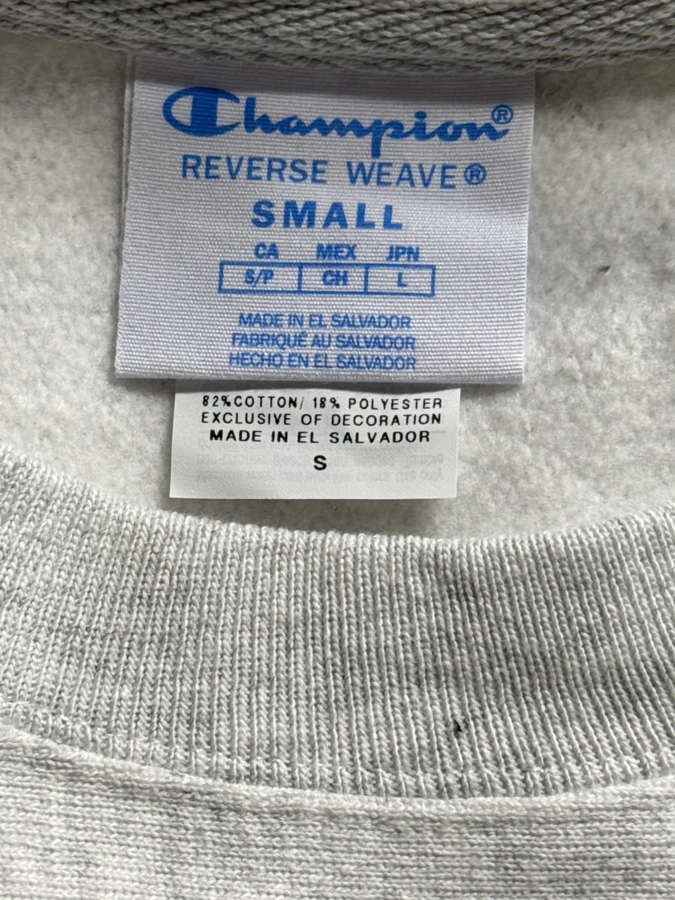 Champion®
REVERSE WEAVE®
SMALL
CA MEX JPN
S/P CH L
MADE IN EL SALVADOR
FABRIQUÉ AU SALVADOR
HECHO EN EL SALVADOR
82%COTTON/ 18% POLYESTER
EXCLUSIVE OF DECORATION
MADE IN EL SALVADOR
S